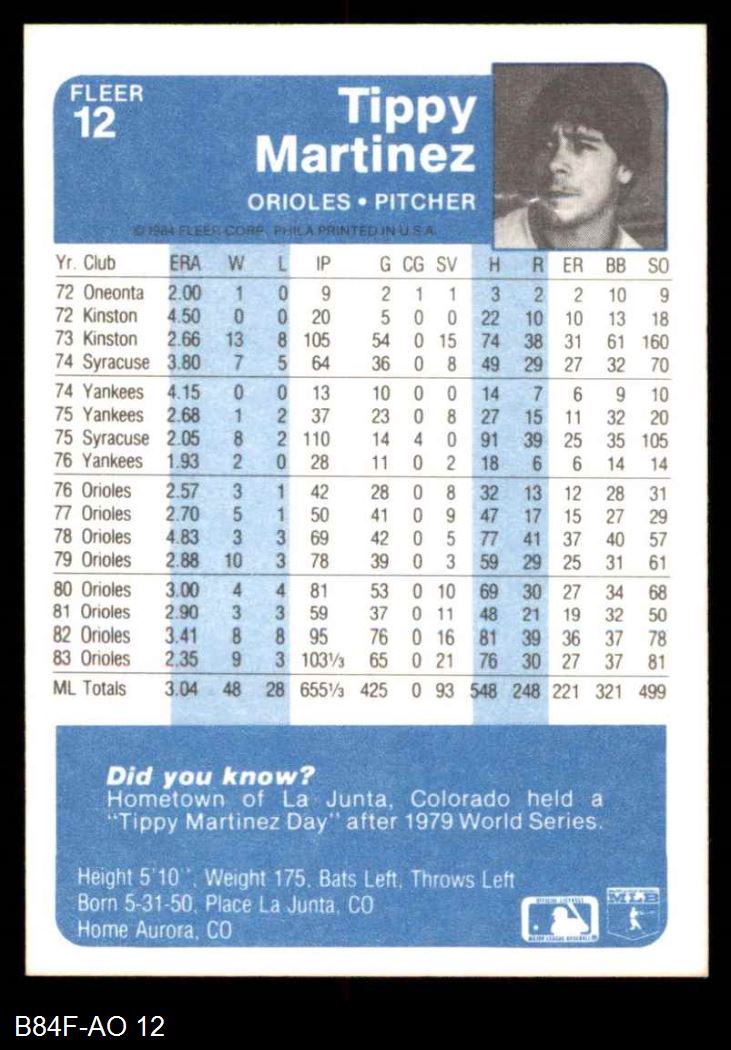 FLEER
12
Tippy
Martinez
ORIOLES • PITCHER
© 1984 FLEER CORP., PHILA PRINTED IN U.S.A.
Yr. Club ERA W L IP G CG SV H R ER BB SO
72 Oneonta 2.00 1 0 9 2 1 1 3 2 2 10 9
72 Kinston 4.50 0 0 20 5 0 0 22 10 10 13 18
73 Kinston 2.66 13 8 105 54 0 15 74 38 31 61 160
74 Syracuse 3.80 7 5 64 36 0 8 49 29 27 32 70
74 Yankees 4.15 0 0 13 10 0 0 14 7 6 9 10
75 Yankees 2.68 1 2 37 23 0 8 27 15 11 32 20
75 Syracuse 2.05 8 2 110 14 4 0 91 39 25 35 105
76 Yankees 1.93 2 0 28 11 0 2 18 6 6 14 14
76 Orioles 2.57 3 1 42 28 0 8 32 13 12 28 31
77 Orioles 2.70 5 1 50 41 0 9 47 17 15 27 29
78 Orioles 4.83 3 3 69 42 0 5 77 41 37 40 57
79 Orioles 2.88 10 3 78 39 0 3 59 29 25 31 61
80 Orioles 3.00 4 4 81 53 0 10 69 30 27 34 68
81 Orioles 2.90 3 3 59 37 0 11 48 21 19 32 50
82 Orioles 3.41 8 8 95 76 0 16 81 39 36 37 78
83 Orioles 2.35 9 3 103⅓ 65 0 21 76 30 27 37 81
ML Totals 3.04 48 28 655⅓ 425 0 93 548 248 221 321 499
Did you know?
Hometown of La Junta, Colorado held a
"Tippy Martinez Day" after 1979 World Series.
Height 5'10'', Weight 175, Bats Left, Throws Left
Born 5-31-50, Place La Junta, CO
Home Aurora, CO
MLB
MAJOR LEAGUE BASEBALL
B84F-AO 12